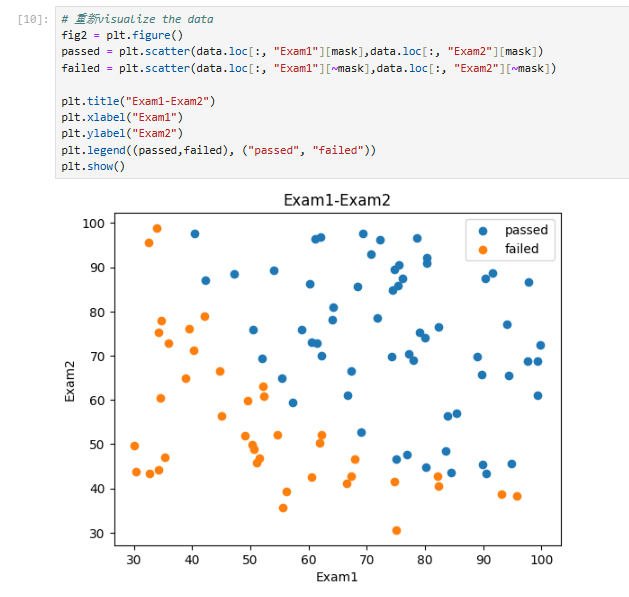 [10]:
# 重新visualize the data
fig2 = plt.figure()
passed = plt.scatter(data.loc[:, "Exam1"][mask],data.loc[:, "Exam2"][mask])
failed = plt.scatter(data.loc[:, "Exam1"][~mask],data.loc[:, "Exam2"][~mask])
plt.title("Exam1-Exam2")
plt.xlabel("Exam1")
plt.ylabel("Exam2")
plt.legend((passed,failed), ("passed", "failed"))
plt.show()
Exam1-Exam2
passed
failed
100
90
80
70
60
50
40
30
Exam2
30 40 50 60 70 80 90 100
Exam1